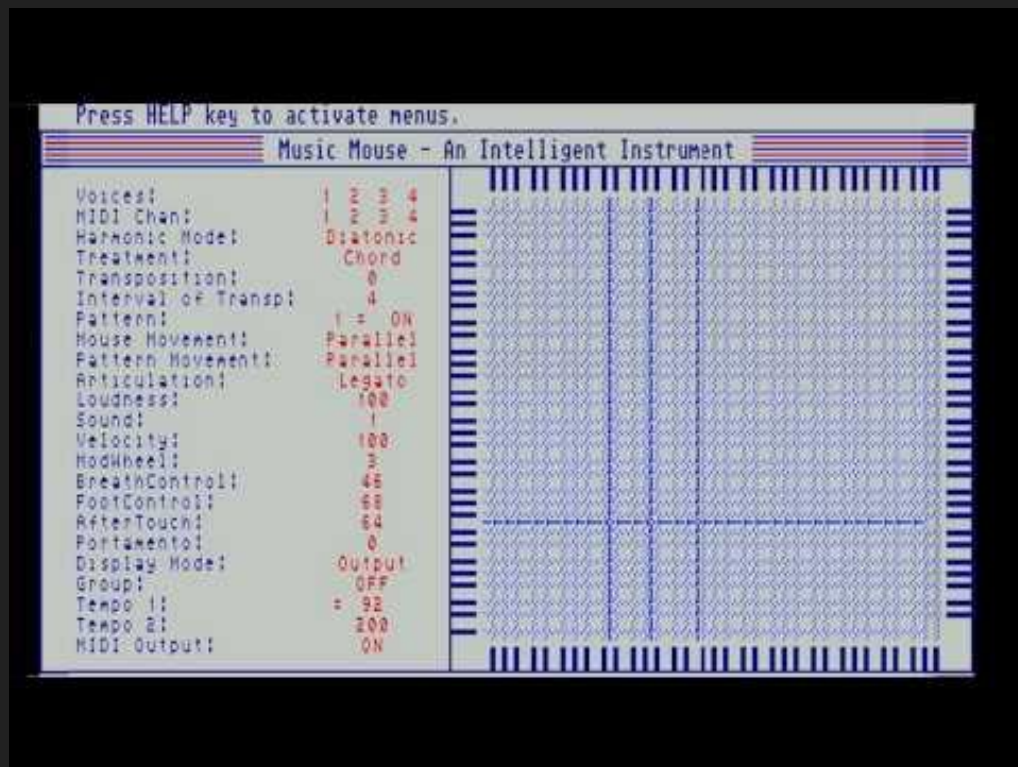 Press HELP key to activate menus.
Music Mouse - An Intelligent Instrument
Voices: 1 2 3 4
MIDI Chan: 1 2 3 4
Harmonic Mode: Diatonic
Treatment: Chord
Transposition: 0
Interval of Transp: 4
Pattern: 1 = ON
Mouse Movement: Parallel
Pattern Movement: Parallel
Articulation: Legato
Loudness: 100
Sound: 1
Velocity: 100
ModWheel: 3
BreathControl: 46
FootControl: 68
AfterTouch: 64
Portamento: 0
Display Mode: Output
Group: OFF
Tempo 1: = 92
Tempo 2: 200
MIDI Output: ON